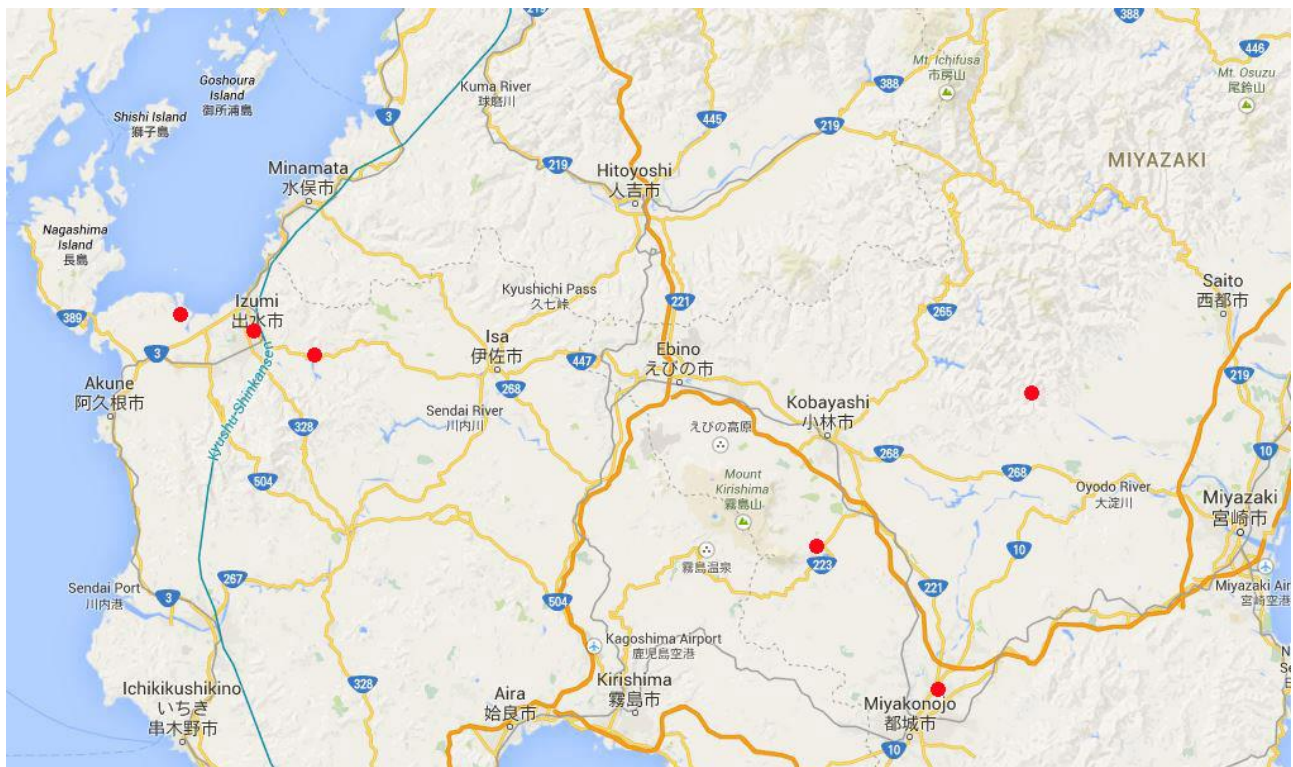 219
388
446
Goshoura
Island
御所浦島
Mt. Ichifusa
市房山
Mt. Osuzu
尾鈴山
Kuma River
球磨川
388
Shishi Island
獅子島
3
445
219
Minamata
水俣市
219
Hitoyoshi
人吉市
MIYAZAKI
Nagashima
Island
長島
Kyushichi Pass
久七峠
221
Saito
西都市
Izumi
出水市
389
265
3
Isa
伊佐市
447
Ebino
えびの市
219
Akune
阿久根市
268
Sendai River
川内川
Kobayashi
小林市
328
えびの高原
Kyushu Shinkansen
268
268
10
504
Mount
Kirishima
霧島山
Oyodo River
大淀川
Miyazaki
宮崎市
10
霧島温泉
223
Sendai Port
川内港
3
267
504
221
Miyazaki Air
宮崎空港
Kagoshima Airport
鹿児島空港
328
Ichikikushikino
いちき
串木野市
Aira
姶良市
Kirishima
霧島市
Miyakonojo
都城市
10